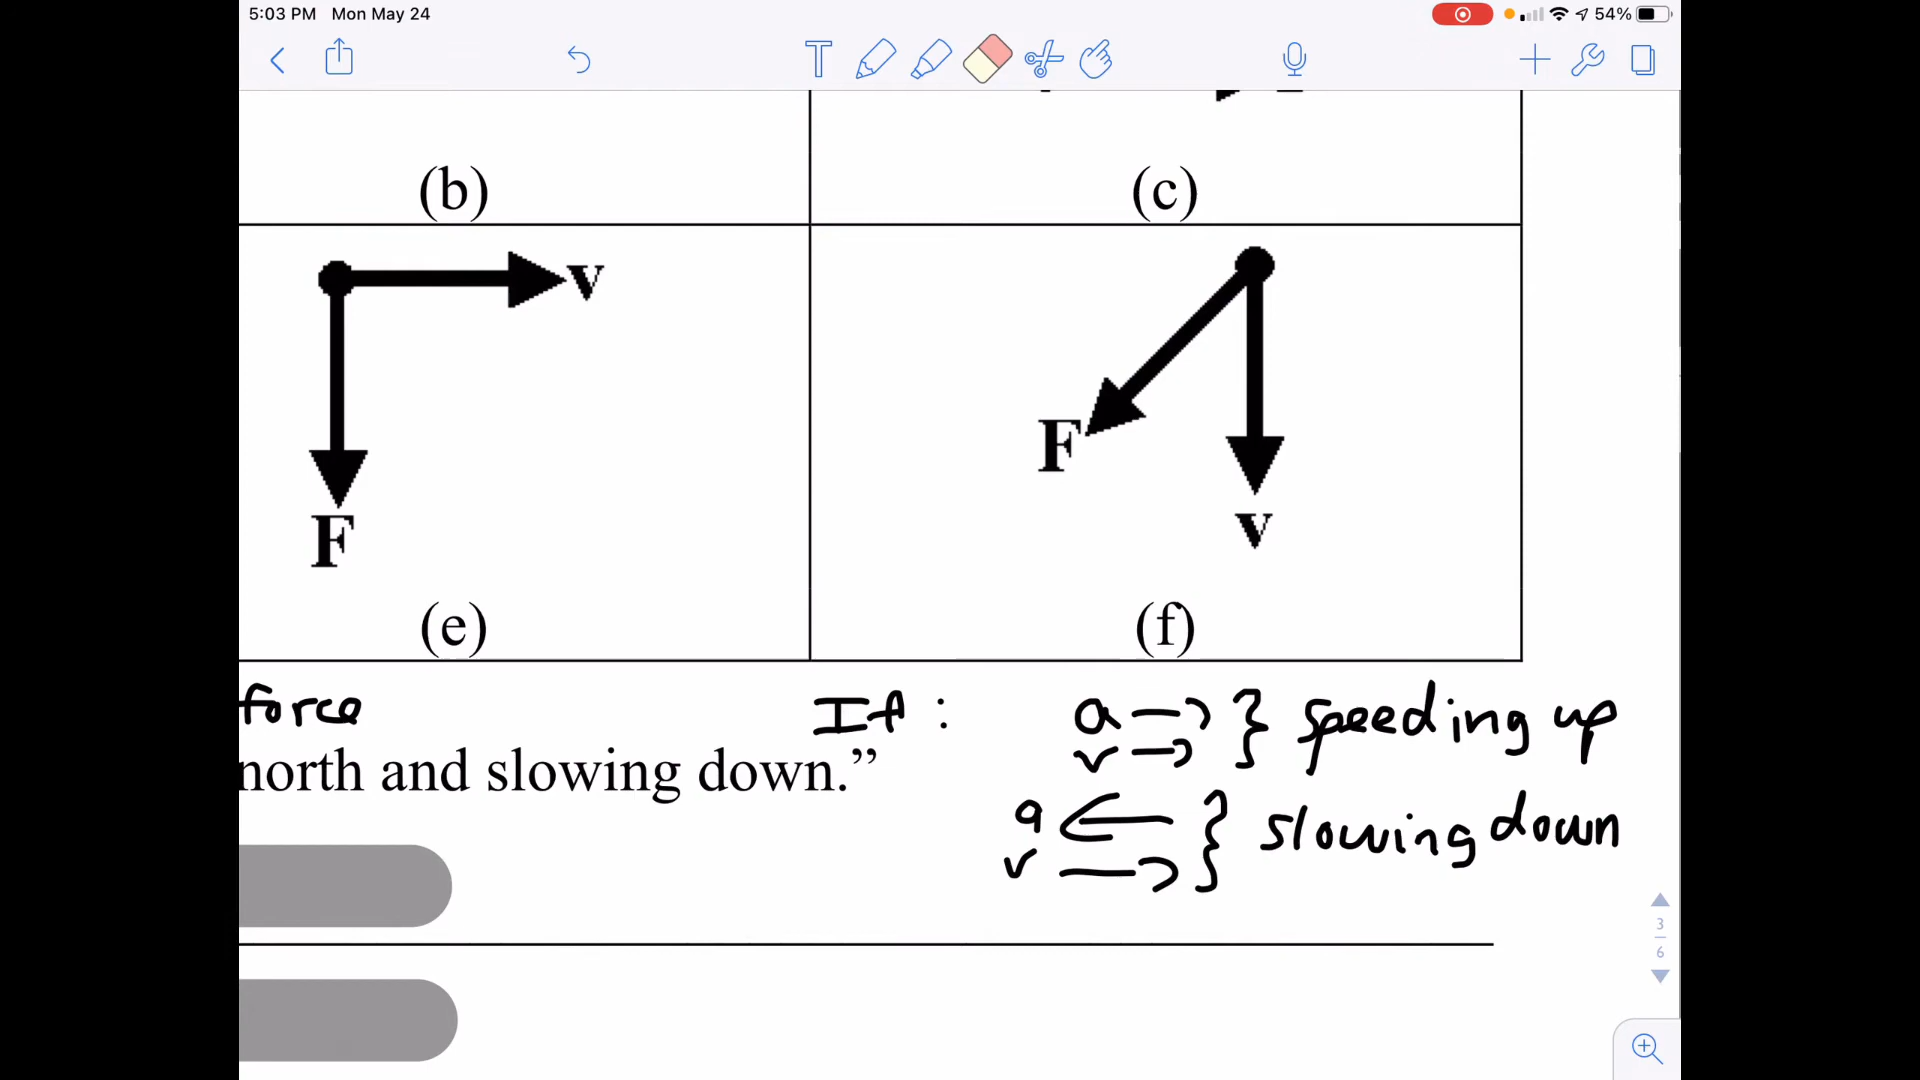 5:03 PM Mon May 24
54%
T
(b)
(c)
v
F
(e)
F
v
(f)
force
If : a } speeding up
v
north and slowing down.”
a } slowing down
v
3
6